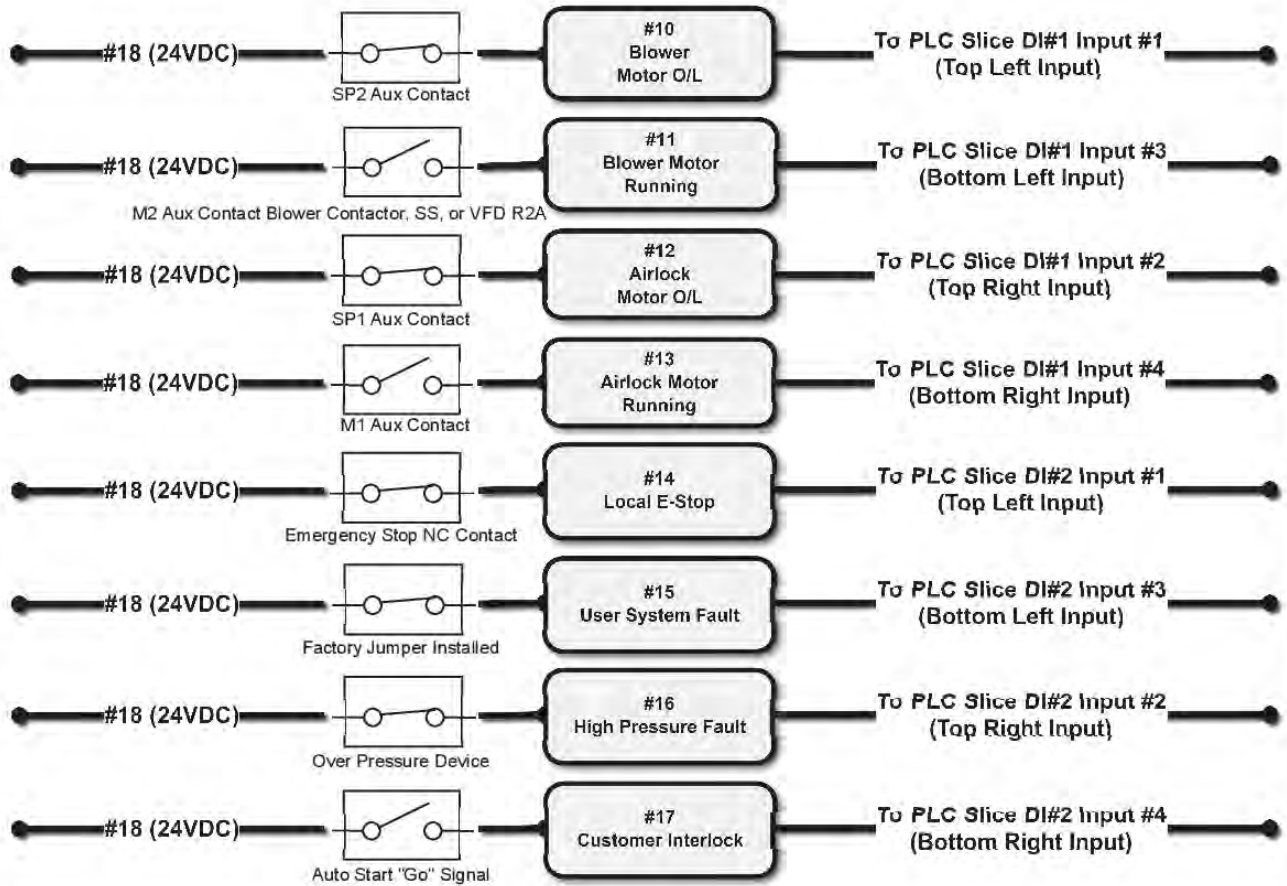 #18 (24VDC)
SP2 Aux Contact
#10
Blower
Motor O/L
To PLC Slice DI#1 Input #1
(Top Left Input)
#18 (24VDC)
M2 Aux Contact Blower Contactor, SS, or VFD R2A
#11
Blower Motor
Running
To PLC Slice DI#1 Input #3
(Bottom Left Input)
#18 (24VDC)
SP1 Aux Contact
#12
Airlock
Motor O/L
To PLC Slice DI#1 Input #2
(Top Right Input)
#18 (24VDC)
M1 Aux Contact
#13
Airlock Motor
Running
To PLC Slice DI#1 Input #4
(Bottom Right Input)
#18 (24VDC)
Emergency Stop NC Contact
#14
Local E-Stop
To PLC Slice DI#2 Input #1
(Top Left Input)
#18 (24VDC)
Factory Jumper Installed
#15
User System Fault
To PLC Slice DI#2 Input #3
(Bottom Left Input)
#18 (24VDC)
Over Pressure Device
#16
High Pressure Fault
To PLC Slice DI#2 Input #2
(Top Right Input)
#18 (24VDC)
Auto Start "Go" Signal
#17
Customer Interlock
To PLC Slice DI#2 Input #4
(Bottom Right Input)